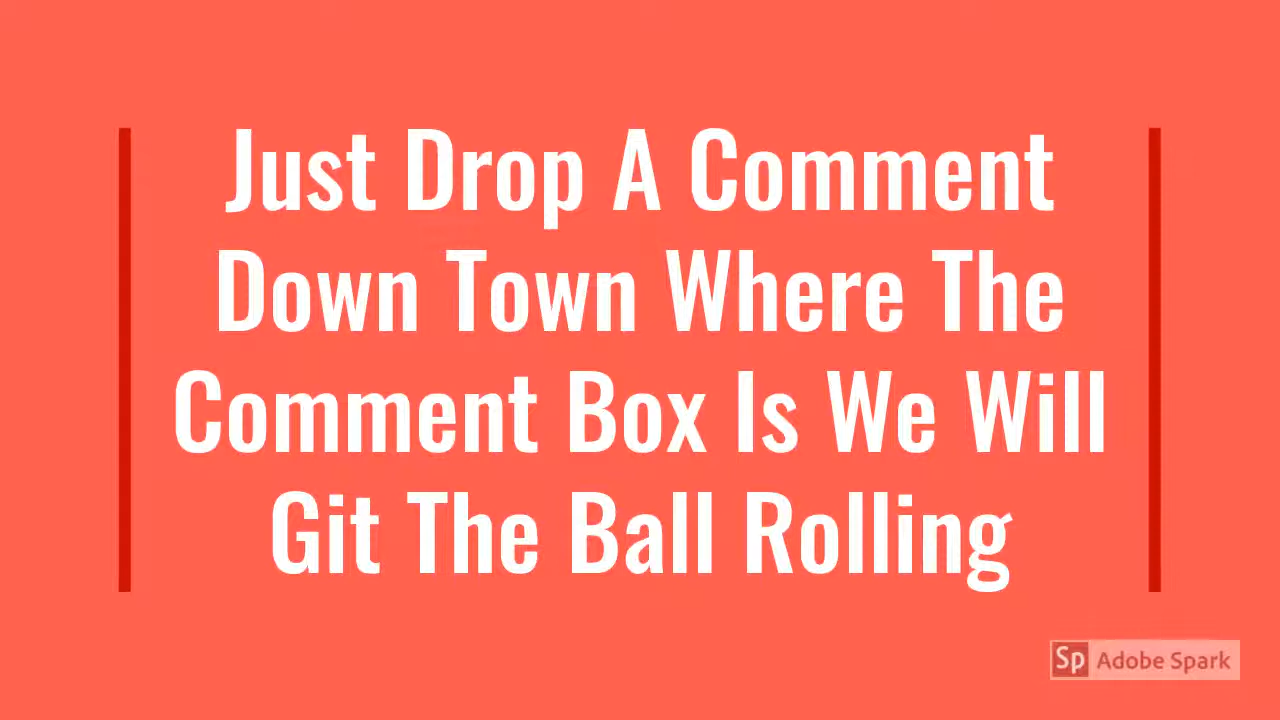 Just Drop A Comment
Down Town Where The
Comment Box Is We Will
Git The Ball Rolling
Sp Adobe Spark